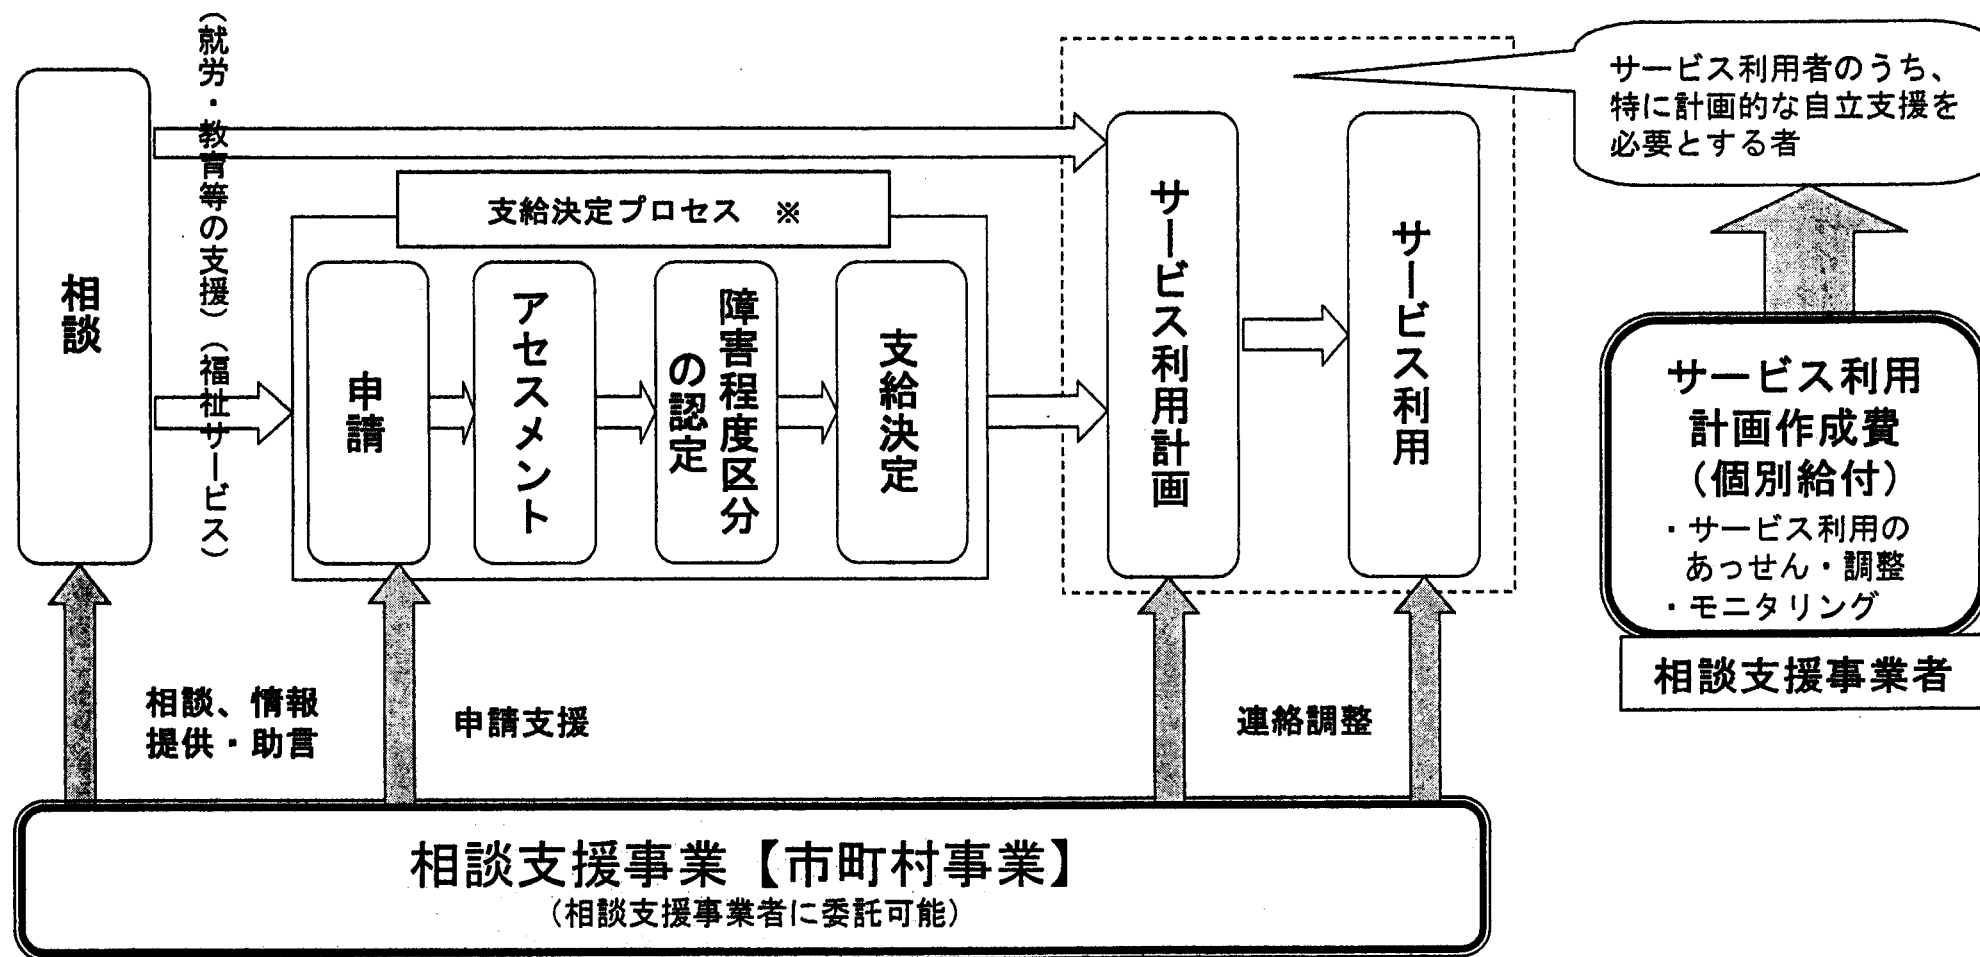 相談
（就労・教育等の支援）
（福祉サービス）
支給決定プロセス　※
申請
アセスメント
障害程度区分
の認定
支給決定
サービス利用計画
サービス利用
サービス利用者のうち、
特に計画的な自立支援を
必要とする者
サービス利用
計画作成費
（個別給付）
・サービス利用の
あっせん・調整
・モニタリング
相談支援事業者
相談、情報
提供・助言
申請支援
連絡調整
相談支援事業【市町村事業】
（相談支援事業者に委託可能）